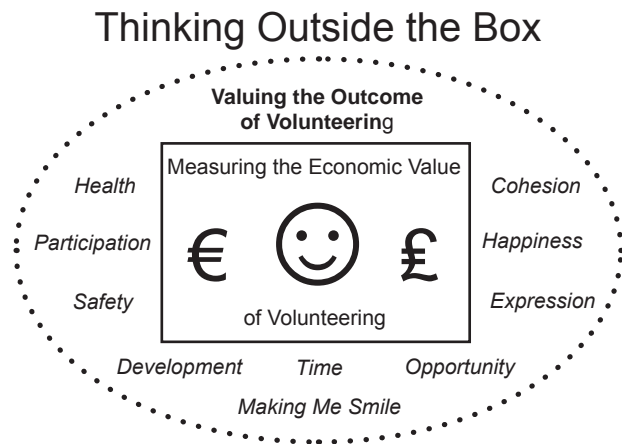 Thinking Outside the Box
Valuing the Outcome
of Volunteering
Measuring the Economic Value
Health
Cohesion
Participation
€
£
Happiness
Safety
Expression
of Volunteering
Development
Time
Opportunity
Making Me Smile